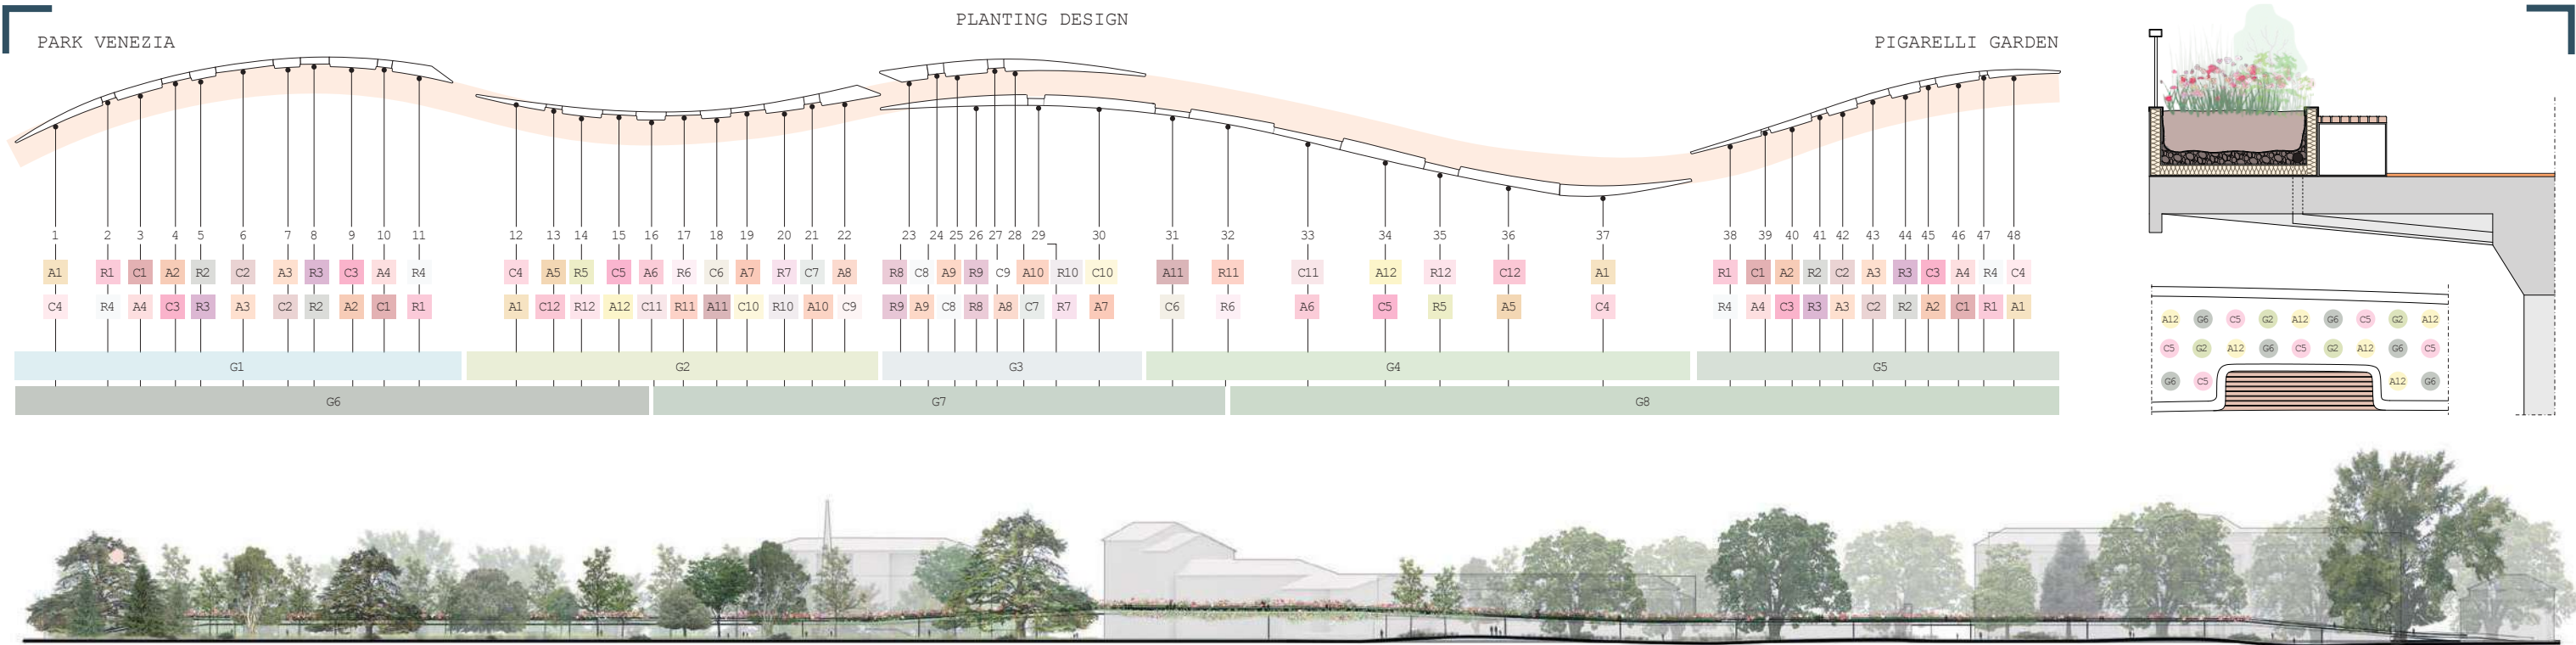 PLANTING DESIGN
PARK VENEZIA
PIGARELLI GARDEN
1 2 3 4 5 6 7 8 9 10 11 12 13 14 15 16 17 18 19 20 21 22 23 24 25 26 27 28 29 30 31 32 33 34 35 36 37 38 39 40 41 42 43 44 45 46 47 48
A1 R1 C1 A2 R2 C2 A3 R3 C3 A4 R4 C4 A5 R5 C5 A6 R6 C6 A7 R7 C7 A8 R8 C8 A9 R9 C9 A10 R10 C10 A11 R11 C11 A12 R12 C12 A1 R1 C1 A2 R2 C2 A3 R3 C3 A4 R4 C4
C4 R4 A4 C3 R3 A3 C2 R2 A2 C1 R1 A1 C12 R12 A12 C11 R11 A11 C10 R10 A10 C9 R9 A9 C8 R8 A8 C7 R7 A7 C6 R6 A6 C5 R5 A5 C4 R4 A4 C3 R3 A3 C2 R2 A2 C1 R1 A1
G1 G2 G3 G4 G5
G6 G7 G8
A12 G6 C5 G2 A12 G6 C5 G2 A12
C5 G2 A12 G6 C5 G2 A12 G6 C5
G6 C5 A12 G6